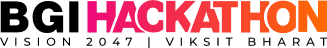 BGI HACKATHON
VISION 2047 | VIKSIT BHARAT